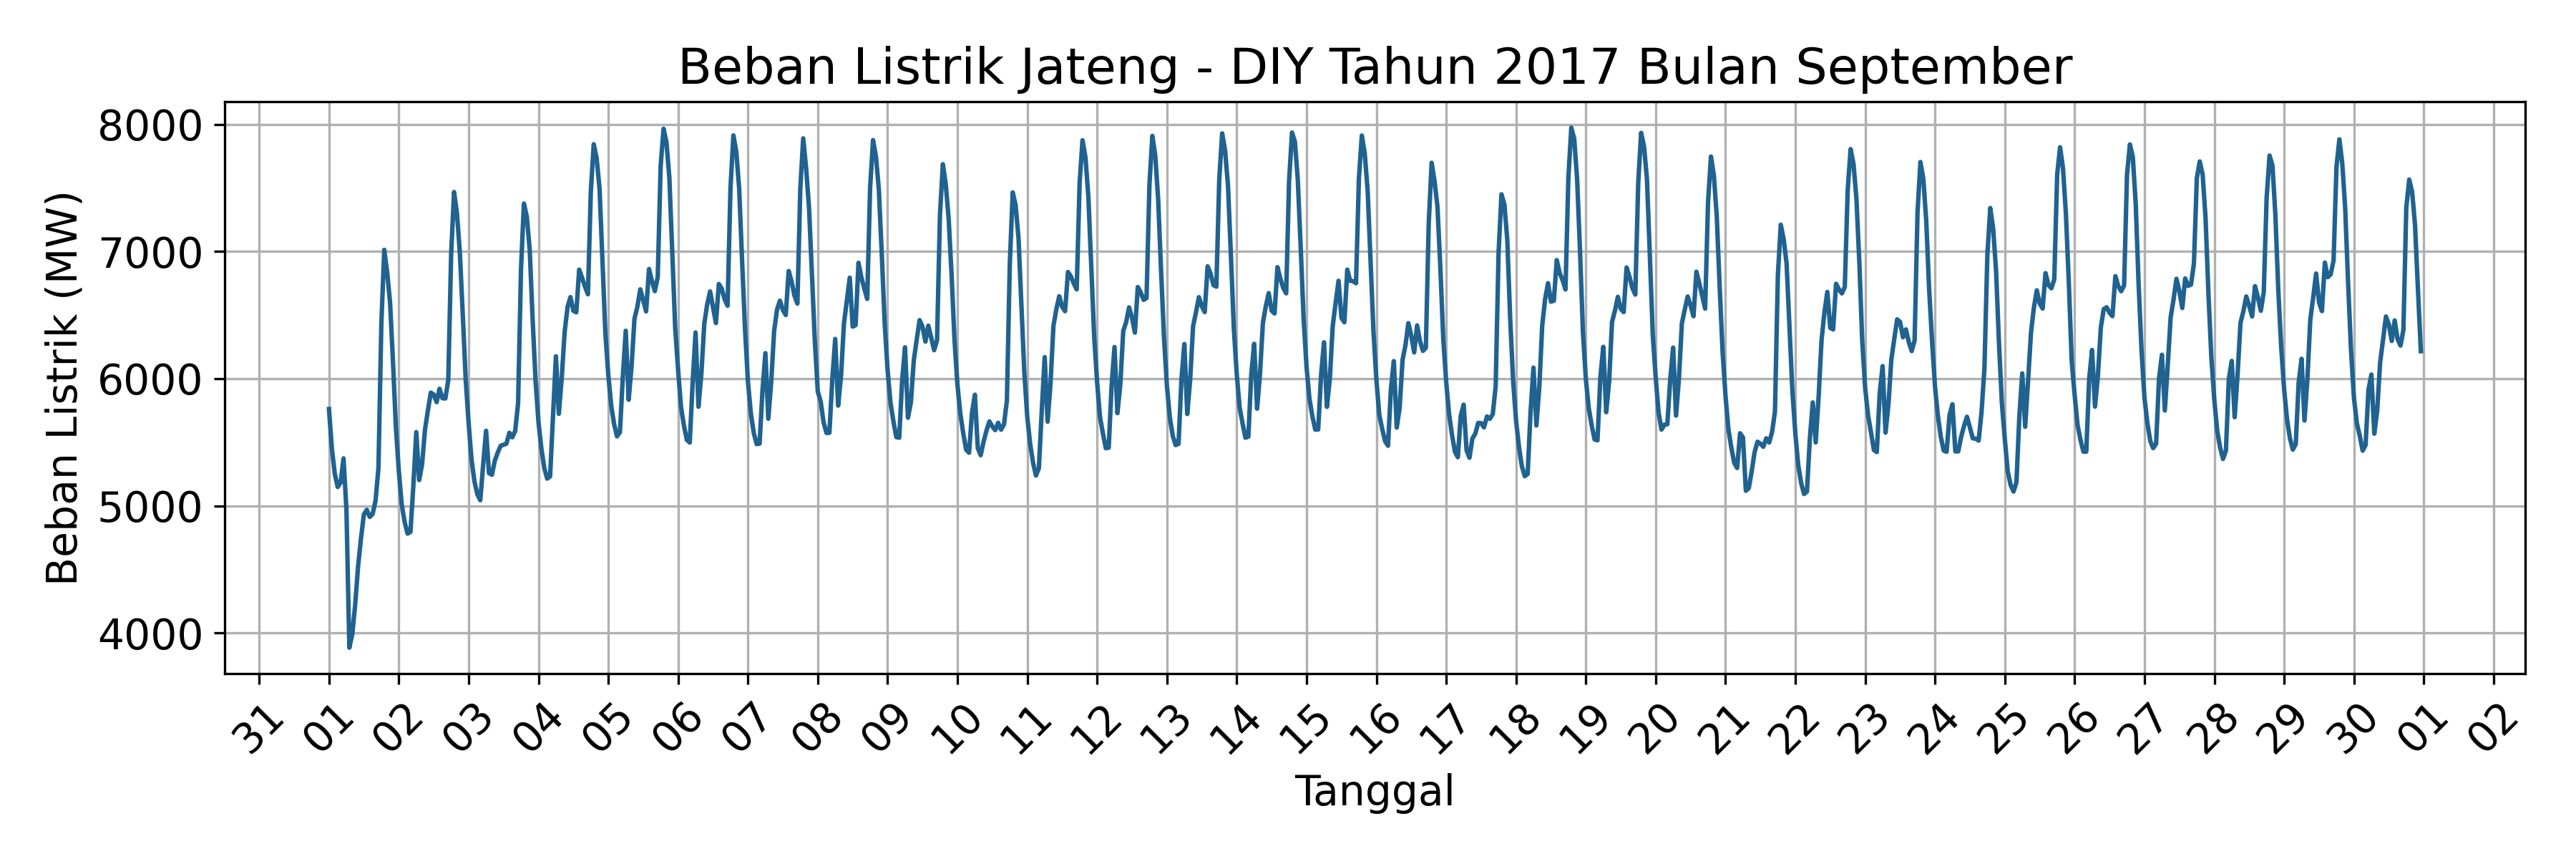 Beban Listrik Jateng - DIY Tahun 2017 Bulan September
Beban Listrik (MW)
8000
7000
6000
5000
4000
31 01 02 03 04 05 06 07 08 09 10 11 12 13 14 15 16 17 18 19 20 21 22 23 24 25 26 27 28 29 30 01 02
Tanggal